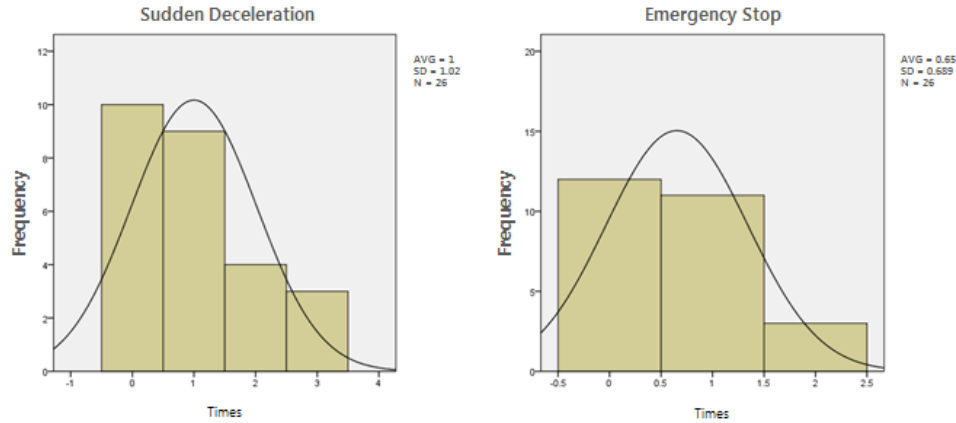 Sudden Deceleration
12
10
8
6
4
2
0
Frequency
-1 0 1 2 3 4
Times
AVG = 1
SD = 1.02
N = 26
Emergency Stop
20
15
10
5
0
Frequency
-0.5 0 0.5 1 1.5 2 2.5
Times
AVG = 0.65
SD = 0.689
N = 26